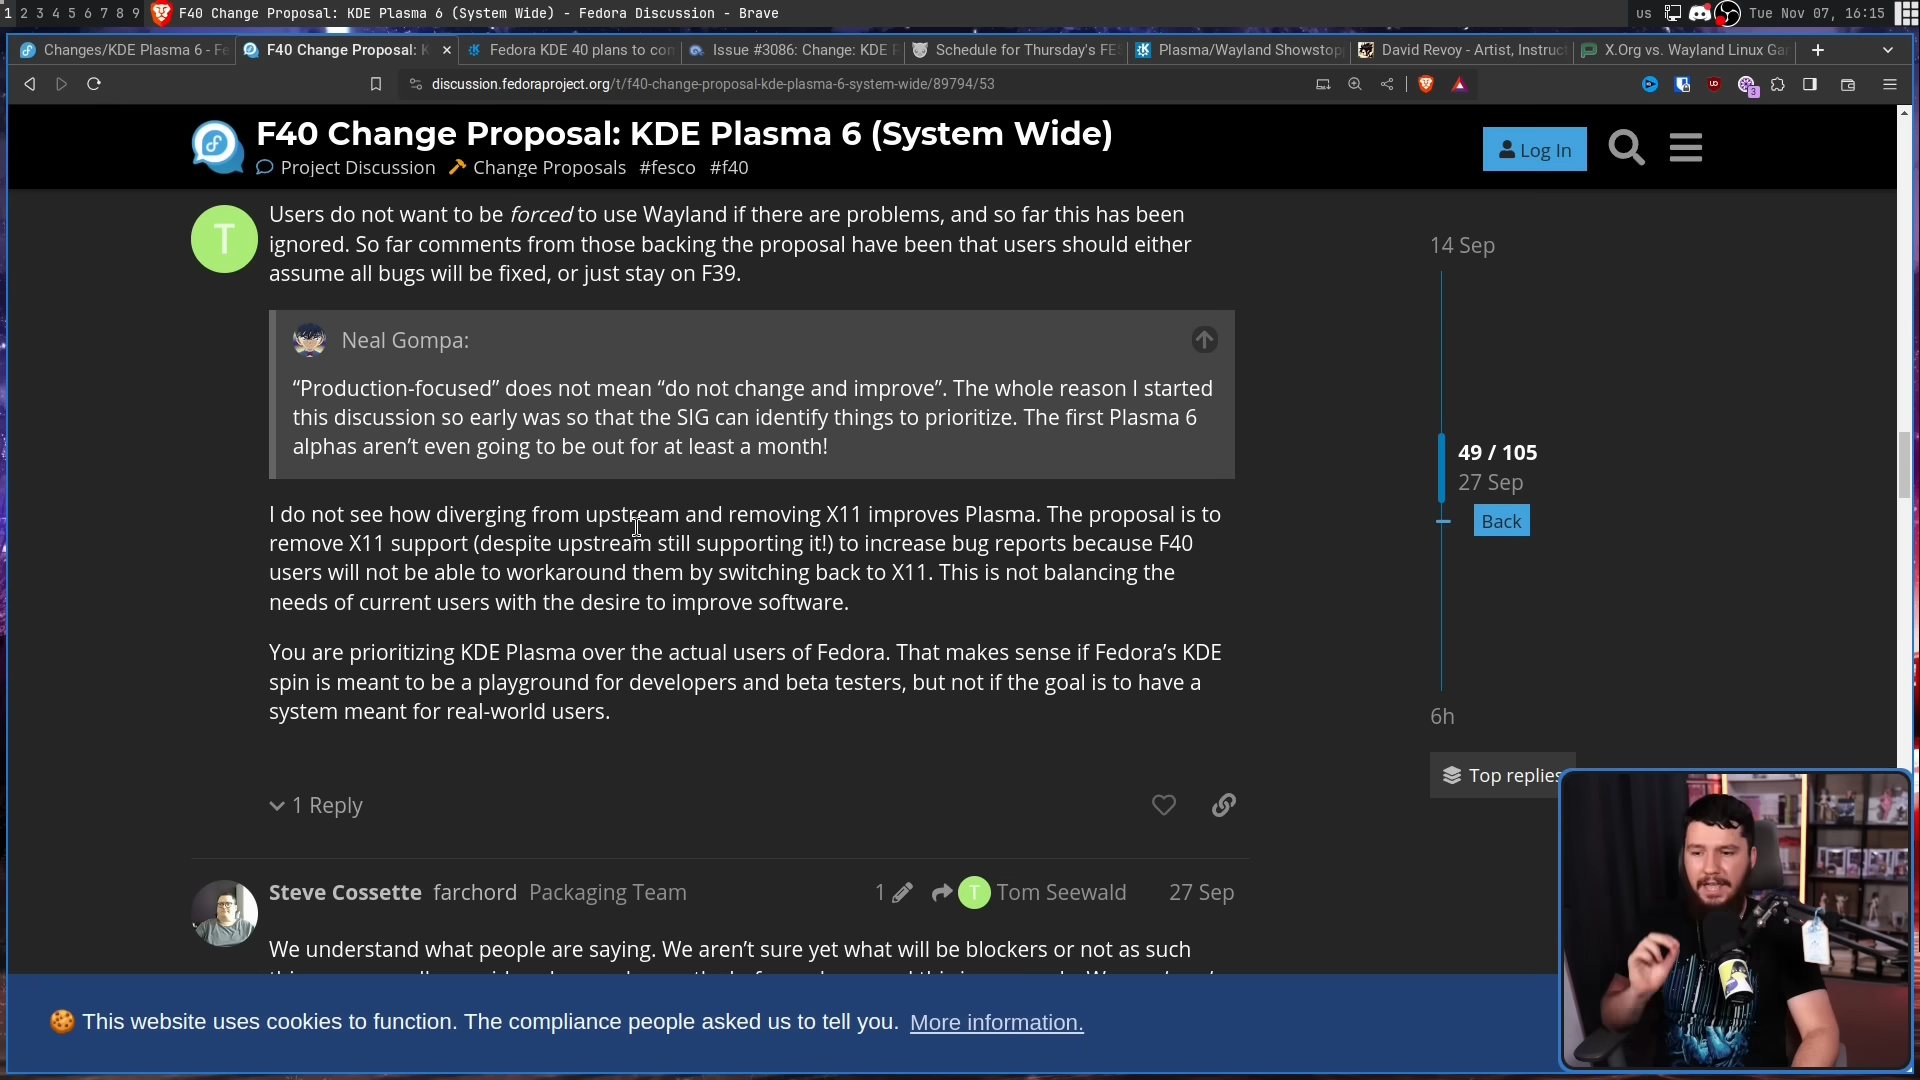 1 2 3 4 5 6 7 8 9 F40 Change Proposal: KDE Plasma 6 (System Wide) - Fedora Discussion - Brave us Tue Nov 07, 16:15
Changes/KDE Plasma 6 - Fe F40 Change Proposal: K Fedora KDE 40 plans to con Issue #3086: Change: KDE P Schedule for Thursday's FES Plasma/Wayland Showstop David Revoy - Artist, Instruct X.Org vs. Wayland Linux Gar
discussion.fedoraproject.org/t/f40-change-proposal-kde-plasma-6-system-wide/89794/53
F40 Change Proposal: KDE Plasma 6 (System Wide)
Project Discussion Change Proposals #fesco #f40
Log In
T
Users do not want to be forced to use Wayland if there are problems, and so far this has been
ignored. So far comments from those backing the proposal have been that users should either
assume all bugs will be fixed, or just stay on F39.
Neal Gompa:
“Production-focused” does not mean “do not change and improve”. The whole reason I started
this discussion so early was so that the SIG can identify things to prioritize. The first Plasma 6
alphas aren’t even going to be out for at least a month!
I do not see how diverging from upstream and removing X11 improves Plasma. The proposal is to
remove X11 support (despite upstream still supporting it!) to increase bug reports because F40
users will not be able to workaround them by switching back to X11. This is not balancing the
needs of current users with the desire to improve software.
You are prioritizing KDE Plasma over the actual users of Fedora. That makes sense if Fedora’s KDE
spin is meant to be a playground for developers and beta testers, but not if the goal is to have a
system meant for real-world users.
1 Reply
14 Sep
49 / 105
27 Sep
Back
6h
Top replies
Steve Cossette farchord Packaging Team 1 T Tom Seewald 27 Sep
We understand what people are saying. We aren’t sure yet what will be blockers or not as such
This website uses cookies to function. The compliance people asked us to tell you. More information.